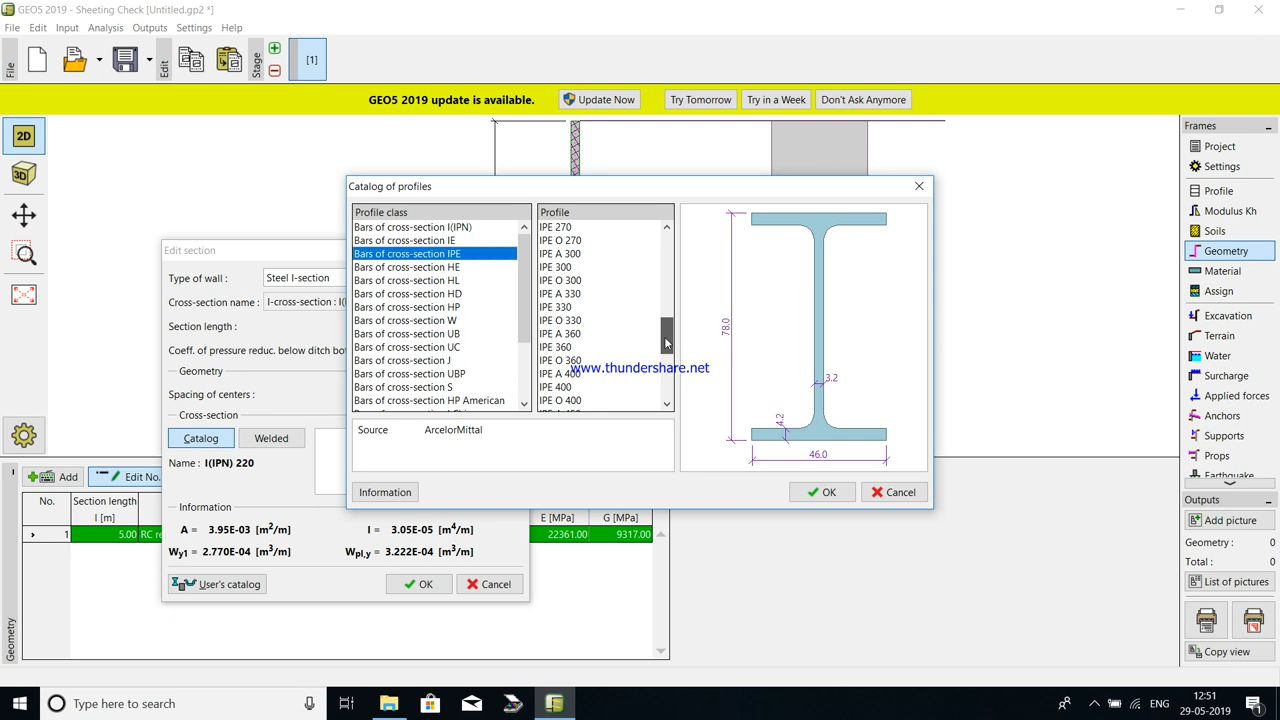 GEO5 2019 - Sheeting Check [Untitled.gp2 *]
File Edit Input Analysis Outputs Settings Help
File
Edit
Stage
[1]
GEO5 2019 update is available.
Update Now
Try Tomorrow
Try in a Week
Don't Ask Anymore
2D
3D
Frames
Project
Settings
Profile
Modulus Kh
Soils
Geometry
Material
Assign
Excavation
Terrain
Water
Surcharge
Applied forces
Anchors
Supports
Props
Earthquake
Outputs
Add picture
Geometry : 0
Total : 0
List of pictures
Copy view
Catalog of profiles
Profile class
Bars of cross-section I(IPN)
Bars of cross-section IE
Bars of cross-section IPE
Bars of cross-section HE
Bars of cross-section HL
Bars of cross-section HD
Bars of cross-section HP
Bars of cross-section W
Bars of cross-section UB
Bars of cross-section UC
Bars of cross-section J
Bars of cross-section UBP
Bars of cross-section S
Bars of cross-section HP American
Profile
IPE 270
IPE O 270
IPE A 300
IPE 300
IPE O 300
IPE A 330
IPE 330
IPE O 330
IPE A 360
IPE 360
IPE O 360
IPE A 400
IPE 400
IPE O 400
www.thundershare.net
78.0
3.2
4.2
46.0
Source ArcelorMittal
Information
OK
Cancel
Edit section
Type of wall : Steel I-section
Cross-section name : I-cross-section : I(I
Section length :
Coeff. of pressure reduc. below ditch bot
Geometry
Spacing of centers :
Cross-section
Catalog
Welded
Name : I(IPN) 220
Information
A = 3.95E-03 [m²/m] I = 3.05E-05 [m⁴/m]
Wy1 = 2.770E-04 [m³/m] Wpl,y = 3.222E-04 [m³/m]
User's catalog
OK
Cancel
Geometry
Add
Edit No.
No. Section length E [MPa] G [MPa]
l [m]
1 5.00 RC re 22361.00 9317.00
Type here to search
ENG
12:51
29-05-2019
1